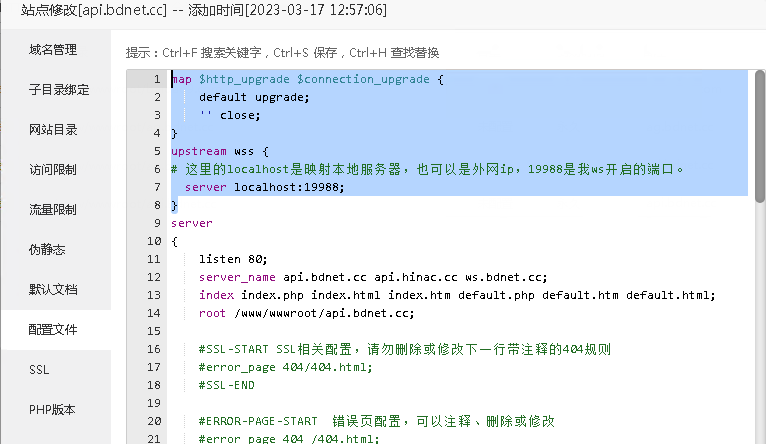 站点修改[api.bdnet.cc] -- 添加时间[2023-03-17 12:57:06]
域名管理
子目录绑定
网站目录
访问限制
流量限制
伪静态
默认文档
配置文件
SSL
PHP版本
提示：Ctrl+F 搜索关键字，Ctrl+S 保存，Ctrl+H 查找替换
1 map $http_upgrade $connection_upgrade {
2 default upgrade;
3 '' close;
4 }
5 upstream wss {
6 # 这里的localhost是映射本地服务器，也可以是外网ip，19988是我ws开启的端口。
7 server localhost:19988;
8 }
9 server
10 {
11 listen 80;
12 server_name api.bdnet.cc api.hinac.cc ws.bdnet.cc;
13 index index.php index.html index.htm default.php default.htm default.html;
14 root /www/wwwroot/api.bdnet.cc;
15
16 #SSL-START SSL相关配置，请勿删除或修改下一行带注释的404规则
17 #error_page 404/404.html;
18 #SSL-END
19
20 #ERROR-PAGE-START 错误页配置，可以注释、删除或修改
21 #error_page 404 /404.html;